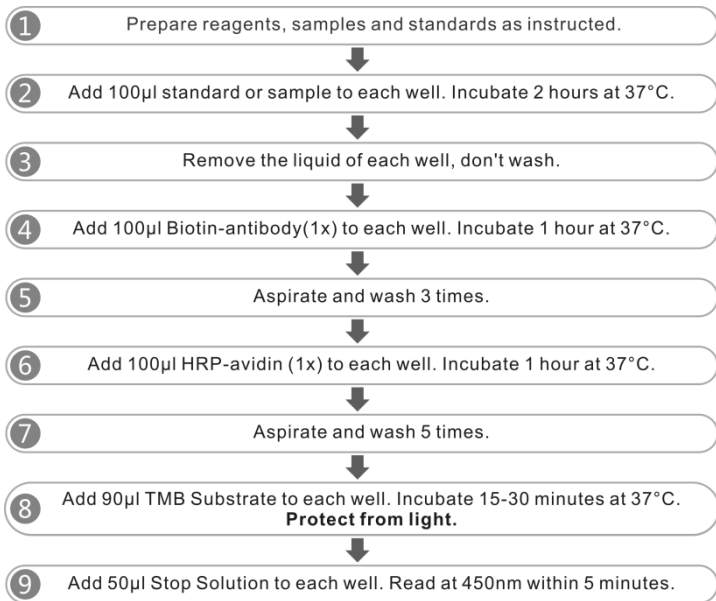 1 Prepare reagents, samples and standards as instructed.
2 Add 100µl standard or sample to each well. Incubate 2 hours at 37°C.
3 Remove the liquid of each well, don't wash.
4 Add 100µl Biotin-antibody(1x) to each well. Incubate 1 hour at 37°C.
5 Aspirate and wash 3 times.
6 Add 100µl HRP-avidin (1x) to each well. Incubate 1 hour at 37°C.
7 Aspirate and wash 5 times.
8 Add 90µl TMB Substrate to each well. Incubate 15-30 minutes at 37°C.
Protect from light.
9 Add 50µl Stop Solution to each well. Read at 450nm within 5 minutes.